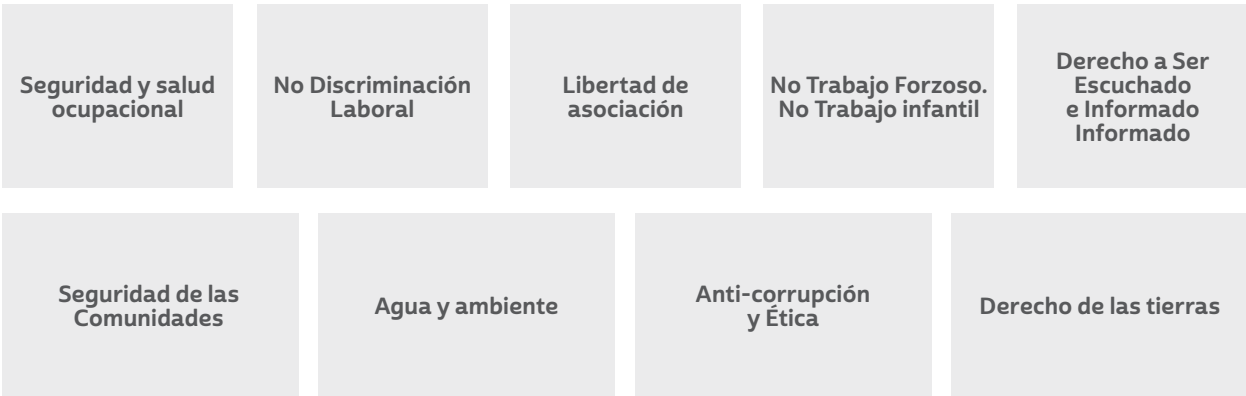 Seguridad y salud
ocupacional
No Discriminación
Laboral
Libertad de
asociación
No Trabajo Forzoso.
No Trabajo infantil
Derecho a Ser
Escuchado
e Informado
Informado
Seguridad de las
Comunidades
Agua y ambiente
Anti-corrupción
y Ética
Derecho de las tierras